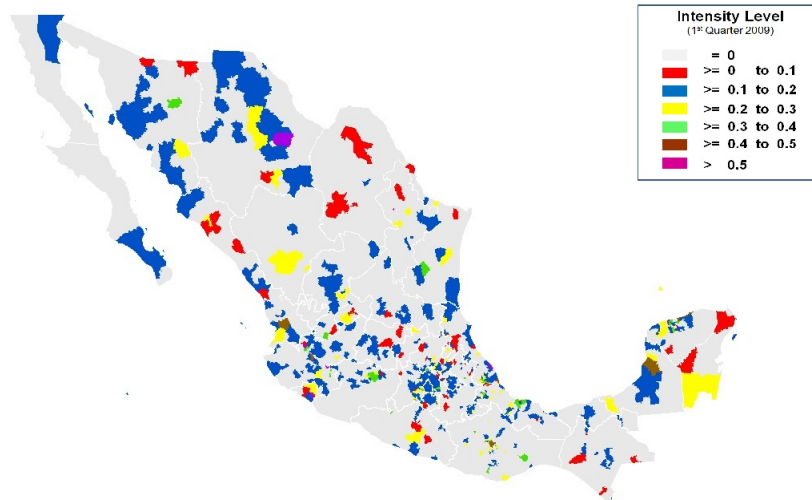 Intensity Level
(1st Quarter 2009)
= 0
>= 0 to 0.1
>= 0.1 to 0.2
>= 0.2 to 0.3
>= 0.3 to 0.4
>= 0.4 to 0.5
> 0.5